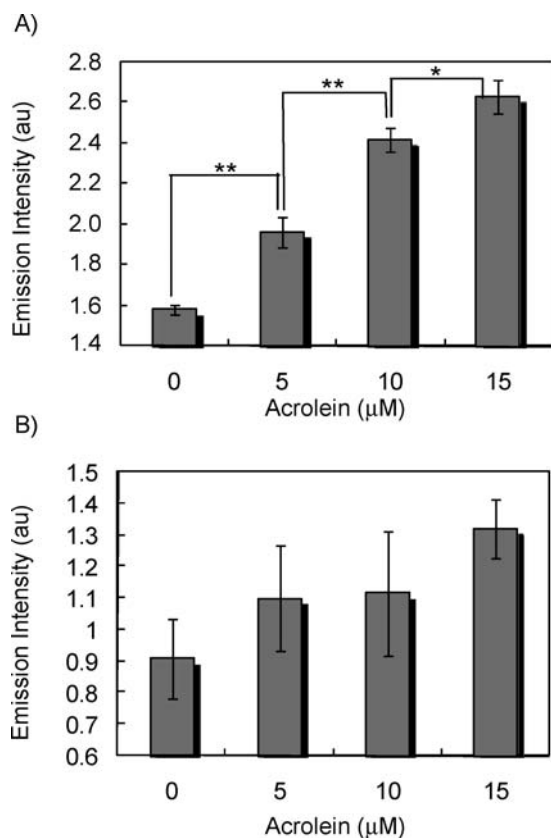 A)
Emission Intensity (au)
2.8
2.6
2.4
2.2
2.0
1.8
1.6
1.4
**
**
*
0 5 10 15
Acrolein (μM)
B)
Emission Intensity (au)
1.5
1.4
1.3
1.2
1.1
1
0.9
0.8
0.7
0.6
0 5 10 15
Acrolein (μM)